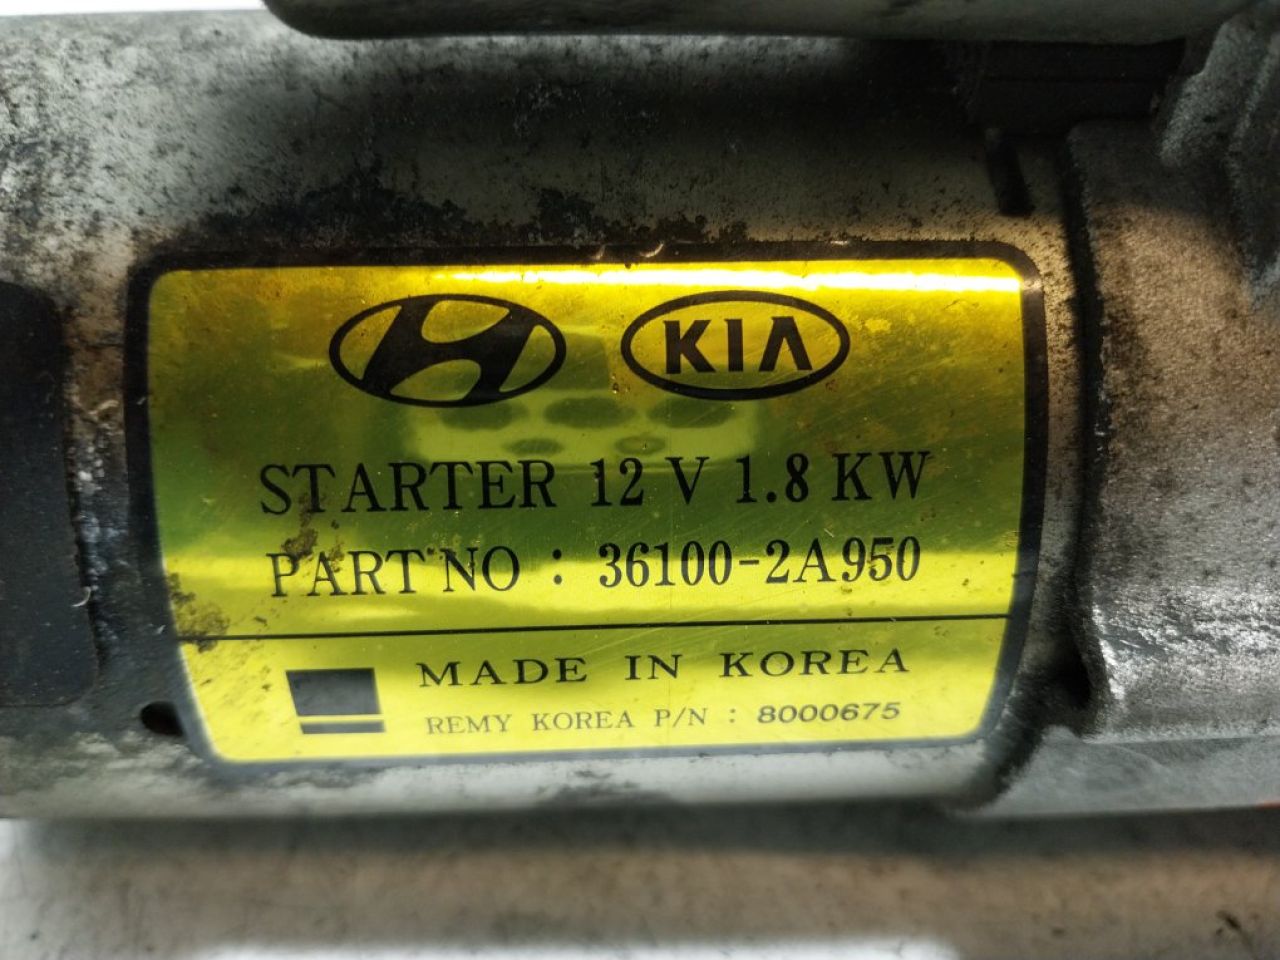 KIA
STARTER 12 V 1.8 KW
PART NO : 36100-2A950
MADE IN KOREA
REMY KOREA P/N : 8000675